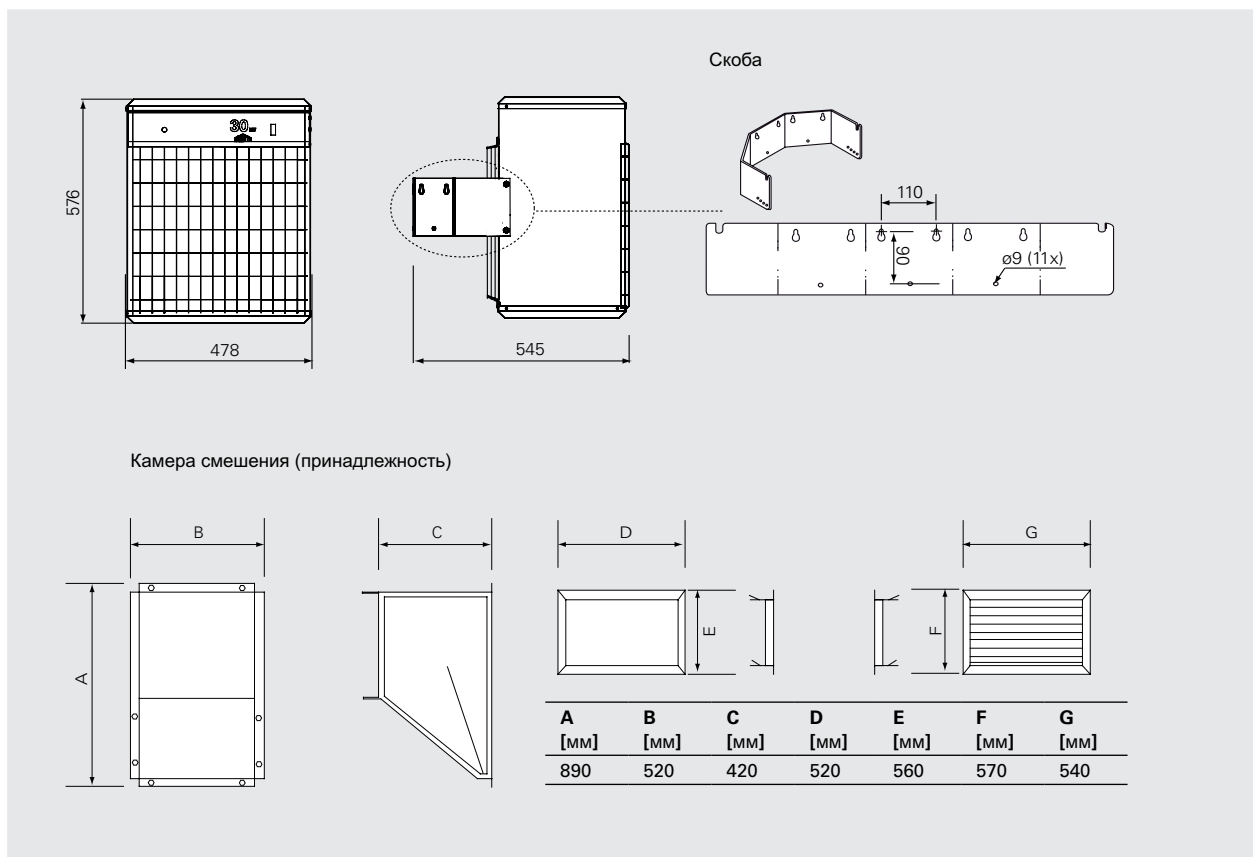 Скоба
30
576
478
545
110
90
ø9 (11x)
Камера смешения (принадлежность)
B
C
D
G
A
E
F
A B C D E F G
[мм] [мм] [мм] [мм] [мм] [мм] [мм]
890 520 420 520 560 570 540